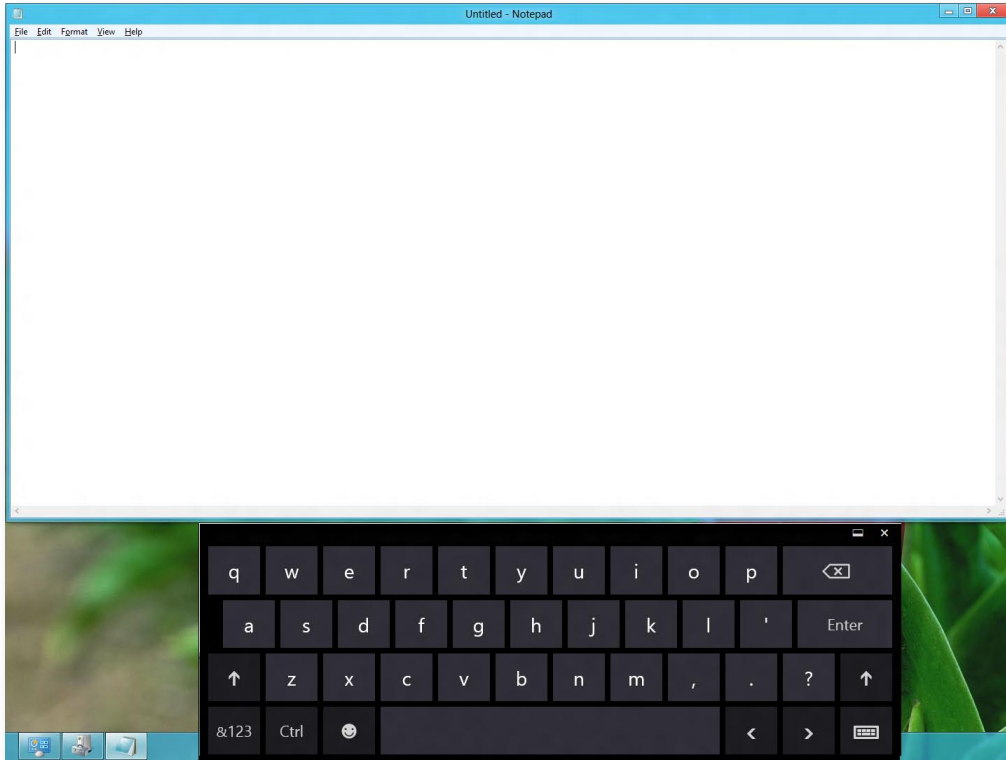 Untitled - Notepad
File Edit Format View Help
q w e r t y u i o p
a s d f g h j k l ' Enter
z x c v b n m , . ?
&123 Ctrl